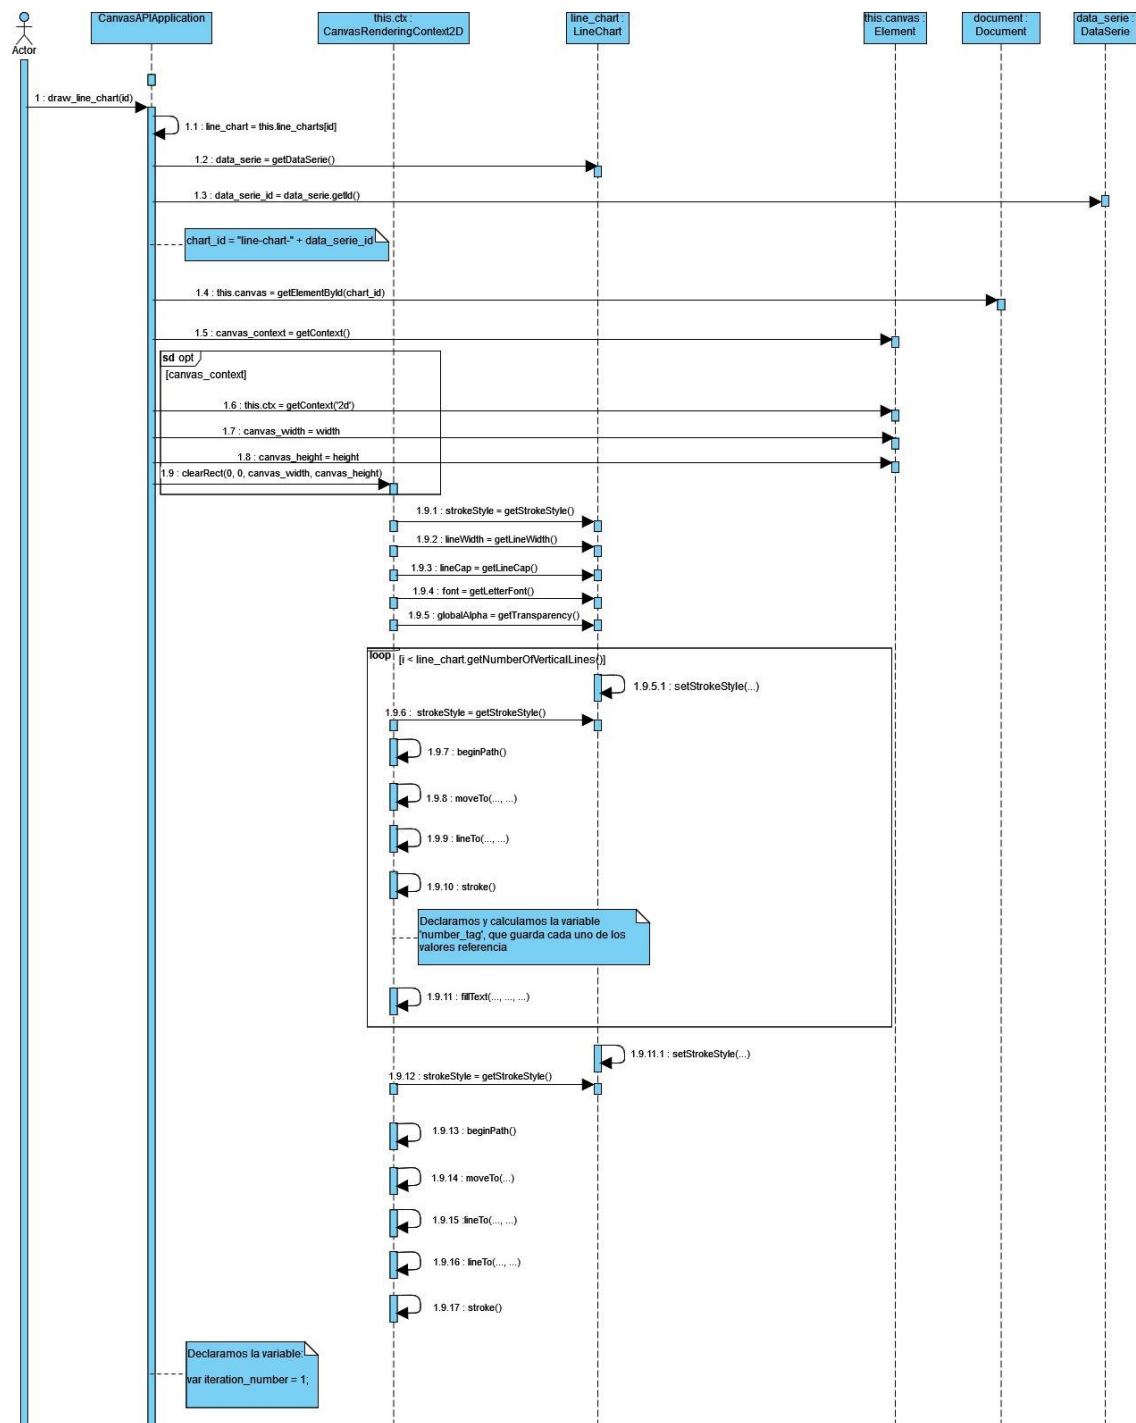 CanvasAPIApplication
this.ctx :
CanvasRenderingContext2D
line_chart :
LineChart
this.canvas :
Element
document :
Document
data_serie :
DataSerie
Actor
1 : draw_line_chart(id)
1.1 : line_chart = this.line_charts[id]
1.2 : data_serie = getDataSerie()
1.3 : data_serie_id = data_serie.getId()
chart_id = "line-chart-" + data_serie_id
1.4 : this.canvas = getElementById(chart_id)
1.5 : canvas_context = getContext()
sd opt
[canvas_context]
1.6 : this.ctx = getContext('2d')
1.7 : canvas_width = width
1.8 : canvas_height = height
1.9 : clearRect(0, 0, canvas_width, canvas_height)
1.9.1 : strokeStyle = getStrokeStyle()
1.9.2 : lineWidth = getLineWidth()
1.9.3 : lineCap = getLineCap()
1.9.4 : font = getLetterFont()
1.9.5 : globalAlpha = getTransparency()
loop
[i < line_chart.getNumberOfVerticalLines()]
1.9.5.1 : setStrokeStyle(...)
1.9.6 : strokeStyle = getStrokeStyle()
1.9.7 : beginPath()
1.9.8 : moveTo(..., ...)
1.9.9 : lineTo(..., ...)
1.9.10 : stroke()
Declaramos y calculamos la variable
'number_tag', que guarda cada uno de los
valores referencia
1.9.11 : fillText(..., ..., ...)
1.9.11.1 : setStrokeStyle(...)
1.9.12 : strokeStyle = getStrokeStyle()
1.9.13 : beginPath()
1.9.14 : moveTo(...)
1.9.15 :lineTo(..., ...)
1.9.16 : lineTo(..., ...)
1.9.17 : stroke()
Declaramos la variable:
var iteration_number = 1;